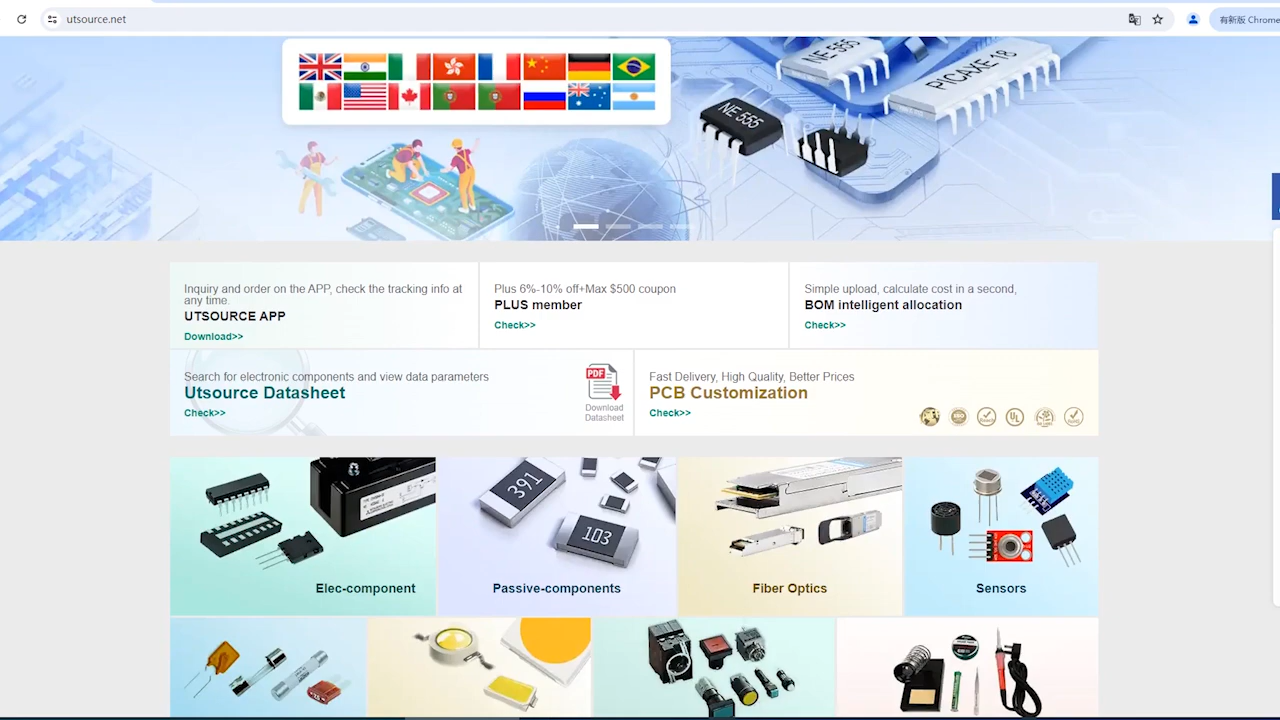 utsource.net
有新版 Chrome
NE 555
PICAXE-18
NE 555
Inquiry and order on the APP, check the tracking info at
any time.
UTSOURCE APP
Download>>
Plus 6%-10% off+Max $500 coupon
PLUS member
Check>>
Simple upload, calculate cost in a second,
BOM intelligent allocation
Check>>
Search for electronic components and view data parameters
Utsource Datasheet
Check>>
PDF
Download
Datasheet
Fast Delivery, High Quality, Better Prices
PCB Customization
Check>>
UL
391
103
Elec-component
Passive-components
Fiber Optics
Sensors